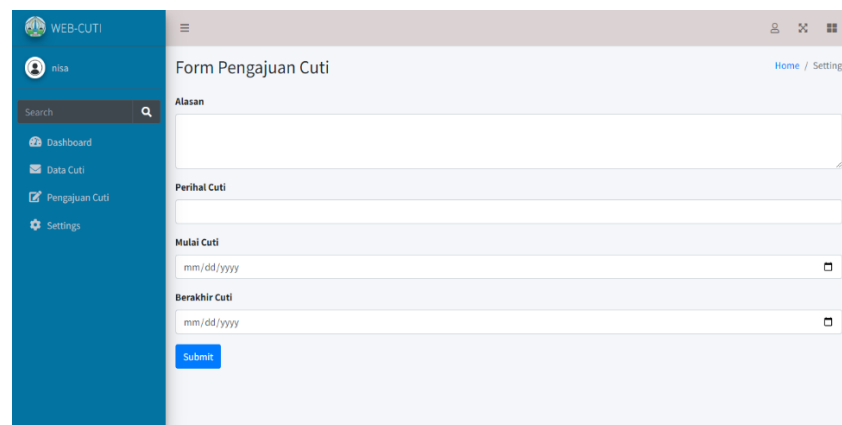 WEB-CUTI
nisa
Search
Dashboard
Data Cuti
Pengajuan Cuti
Settings
Form Pengajuan Cuti
Home / Setting
Alasan
Perihal Cuti
Mulai Cuti
mm/dd/yyyy
Berakhir Cuti
mm/dd/yyyy
Submit